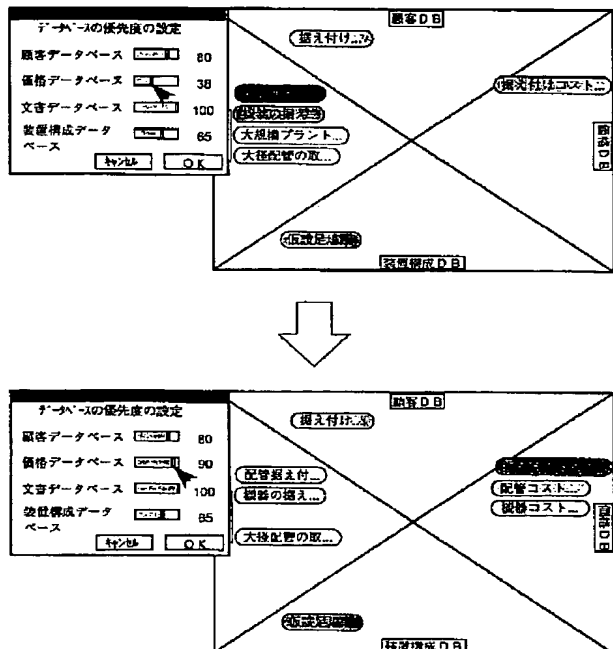 データベースの優先度の設定
顧客データベース 80
価格データベース 38
文書データベース 100
装置構成データ
ベース 65
キャンセル OK
顧客DB
据え付け...
据え付けコスト...
大規模プラント...
大径配管の取...
価格DB
仮設足場
装置構成DB
データベースの優先度の設定
顧客データベース 80
価格データベース 90
文書データベース 100
装置構成データ
ベース 65
キャンセル OK
顧客DB
据え付け...
配管据え付...
機器の据え...
大径配管の取...
配管コスト...
機器コスト...
価格DB
仮設足場
装置構成DB